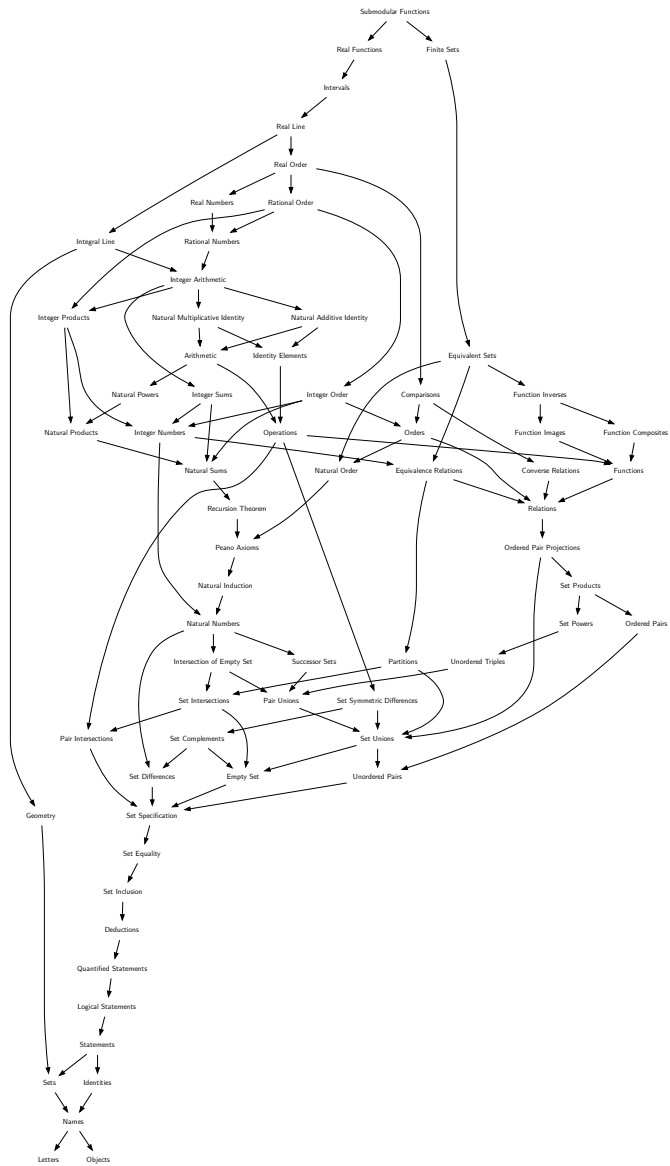 Submodular Functions
Real Functions
Finite Sets
Intervals
Real Line
Real Order
Real Numbers
Rational Order
Integral Line
Rational Numbers
Integer Arithmetic
Integer Products
Natural Multiplicative Identity
Natural Additive Identity
Arithmetic
Identity Elements
Equivalent Sets
Natural Powers
Integer Sums
Integer Order
Comparisons
Function Inverses
Natural Products
Integer Numbers
Operations
Orders
Function Images
Function Composites
Natural Sums
Natural Order
Equivalence Relations
Converse Relations
Functions
Recursion Theorem
Relations
Peano Axioms
Ordered Pair Projections
Natural Induction
Set Products
Natural Numbers
Set Powers
Ordered Pairs
Intersection of Empty Set
Successor Sets
Partitions
Unordered Triples
Set Intersections
Pair Unions
Set Symmetric Differences
Pair Intersections
Set Complements
Set Unions
Set Differences
Empty Set
Unordered Pairs
Geometry
Set Specification
Set Equality
Set Inclusion
Deductions
Quantified Statements
Logical Statements
Statements
Sets
Identities
Names
Letters
Objects